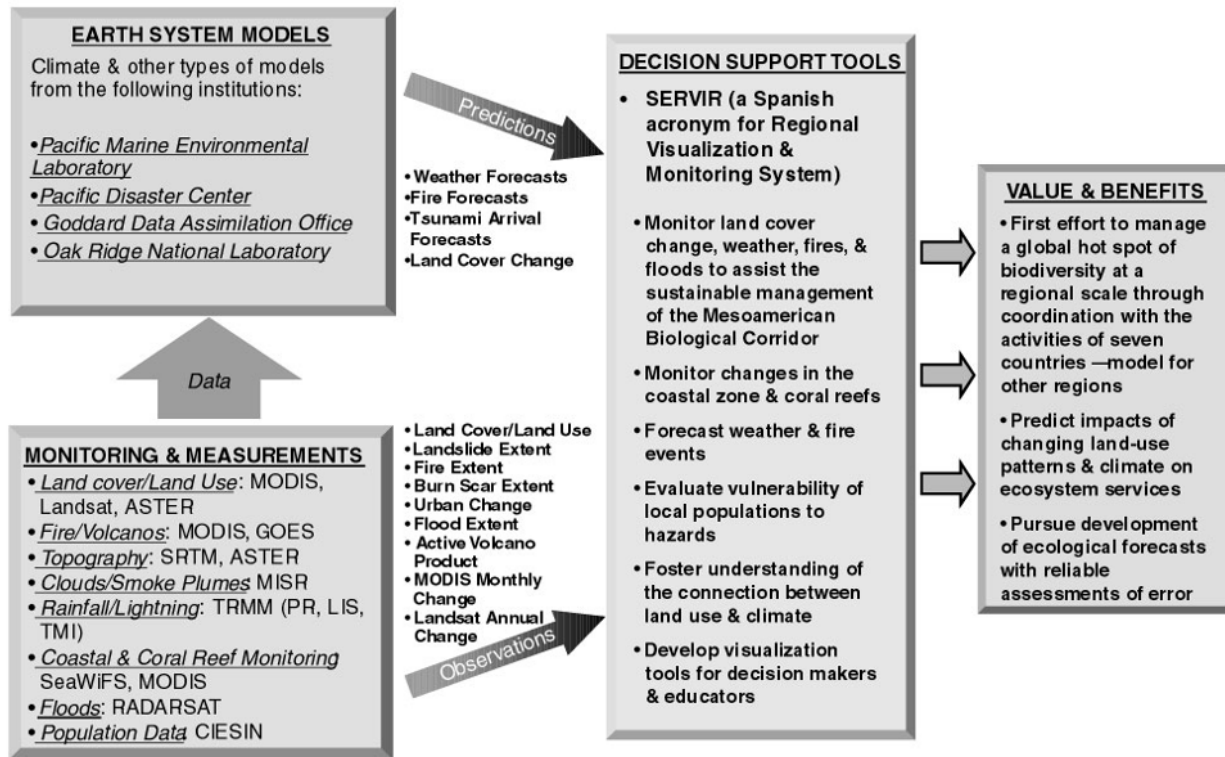 EARTH SYSTEM MODELS
Climate & other types of models
from the following institutions:
•Pacific Marine Environmental
Laboratory
•Pacific Disaster Center
•Goddard Data Assimilation Office
•Oak Ridge National Laboratory
Data
MONITORING & MEASUREMENTS
•Land cover/Land Use: MODIS,
Landsat, ASTER
•Fire/Volcanos: MODIS, GOES
•Topography: SRTM, ASTER
•Clouds/Smoke Plumes MISR
•Rainfall/Lightning: TRMM (PR, LIS,
TMI)
•Coastal & Coral Reef Monitoring
SeaWiFS, MODIS
•Floods: RADARSAT
•Population Data: CIESIN
Predictions
•Weather Forecasts
•Fire Forecasts
•Tsunami Arrival
Forecasts
•Land Cover Change
•Land Cover/Land Use
•Landslide Extent
•Fire Extent
•Burn Scar Extent
•Urban Change
•Flood Extent
•Active Volcano
Product
•MODIS Monthly
Change
•Landsat Annual
Change
Observations
DECISION SUPPORT TOOLS
• SERVIR (a Spanish
acronym for Regional
Visualization &
Monitoring System)
•Monitor land cover
change, weather, fires, &
floods to assist the
sustainable management
of the Mesoamerican
Biological Corridor
•Monitor changes in the
coastal zone & coral reefs
•Forecast weather & fire
events
•Evaluate vulnerability of
local populations to
hazards
•Foster understanding of
the connection between
land use & climate
•Develop visualization
tools for decision makers
& educators
VALUE & BENEFITS
•First effort to manage
a global hot spot of
biodiversity at a
regional scale through
coordination with the
activities of seven
countries —model for
other regions
•Predict impacts of
changing land-use
patterns & climate on
ecosystem services
•Pursue development
of ecological forecasts
with reliable
assessments of error